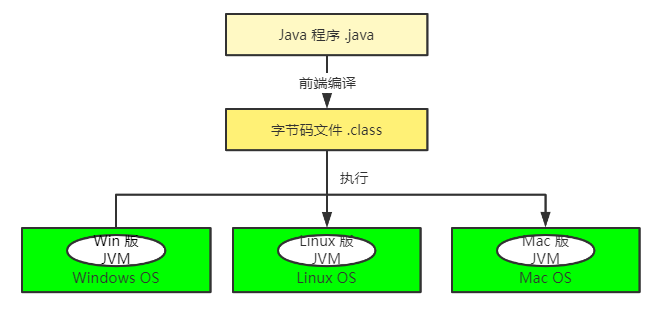 Java 程序 .java
前端编译
字节码文件 .class
执行
Win 版
JVM
Windows OS
Linux 版
JVM
Linux OS
Mac 版
JVM
Mac OS